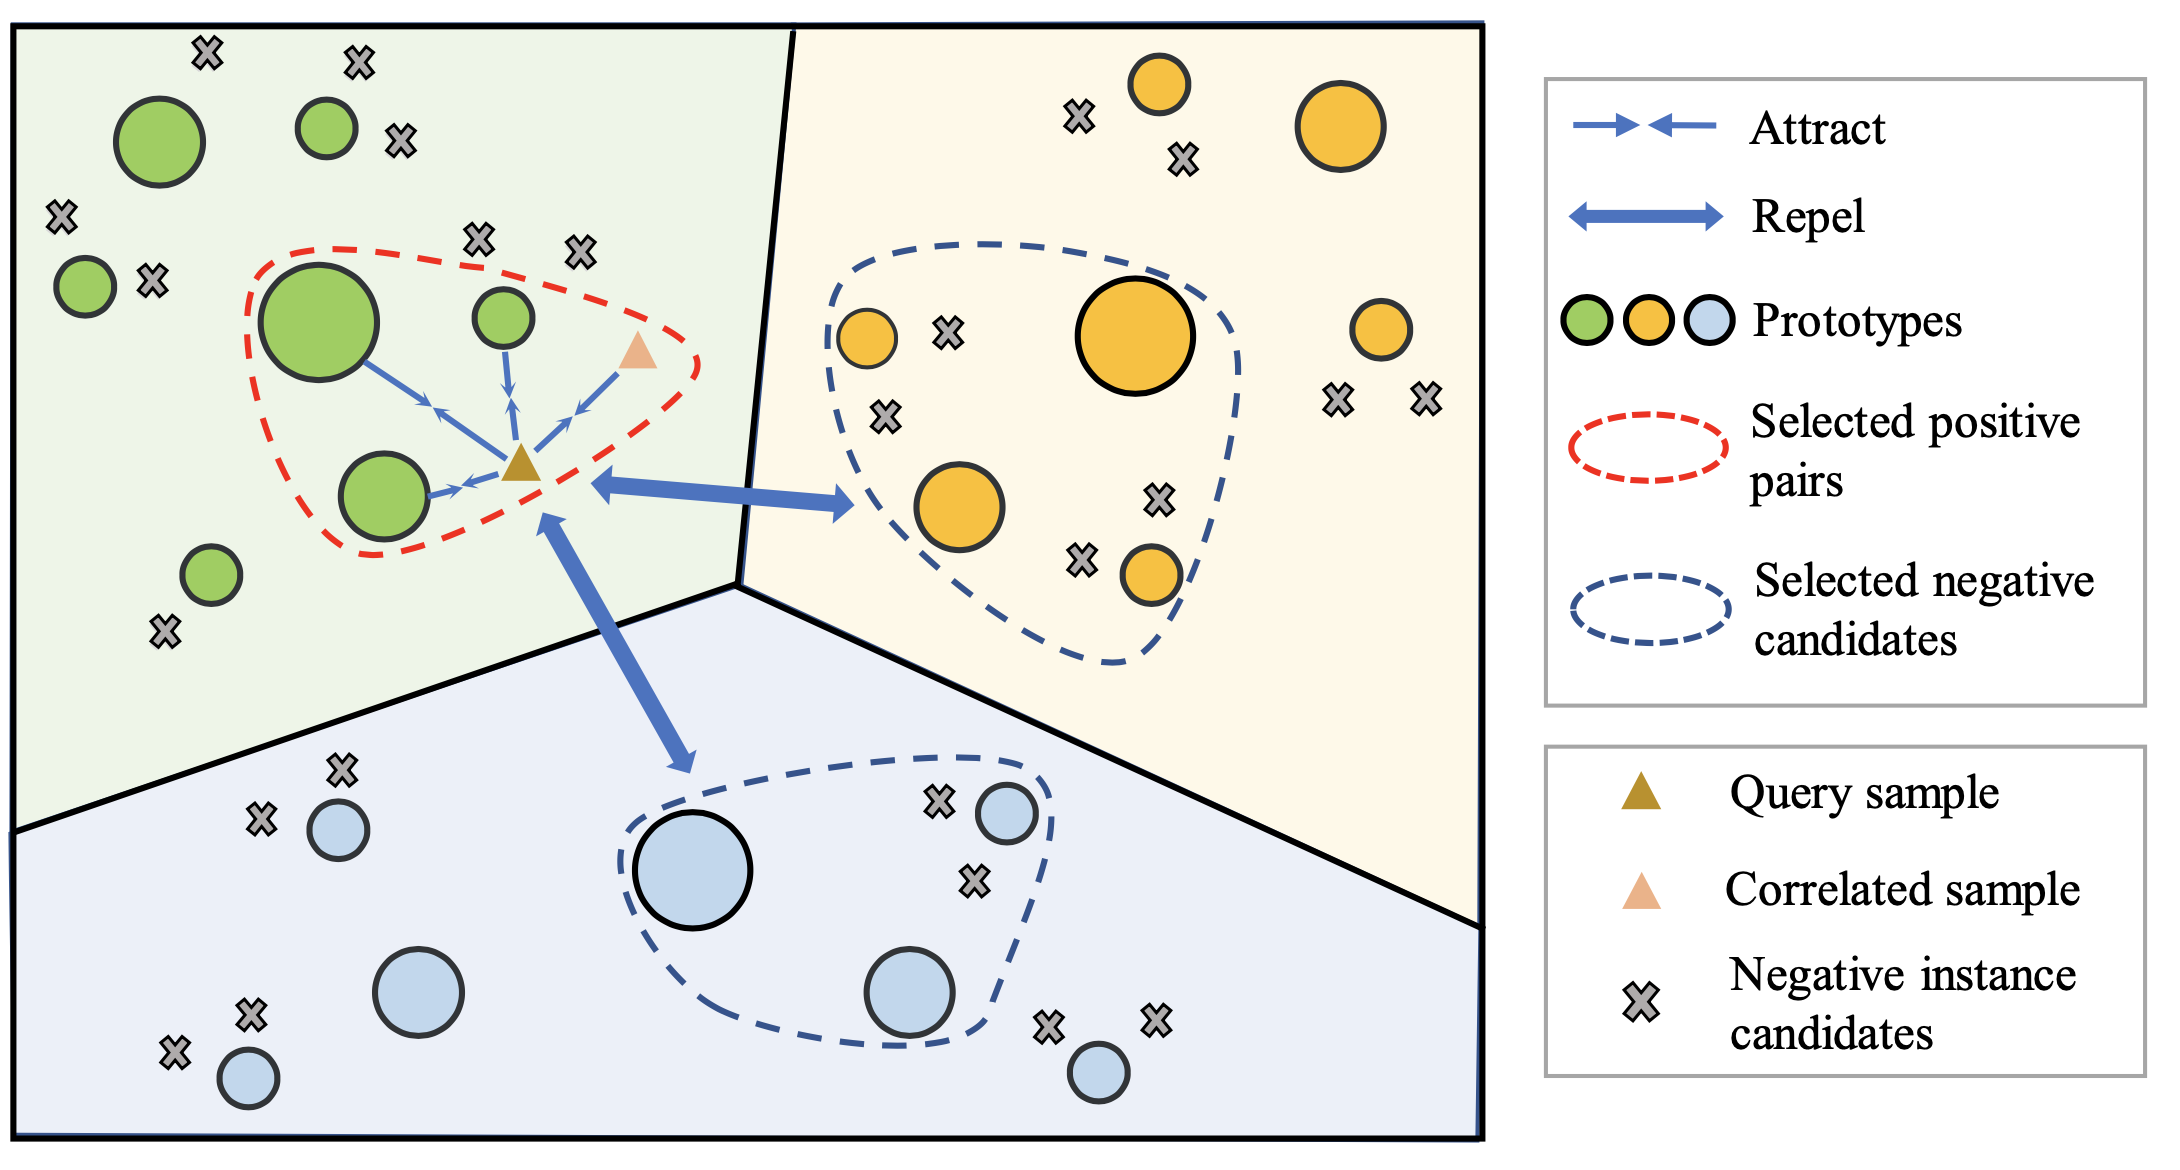 Attract
Repel
Prototypes
Selected positive
pairs
Selected negative
candidates
Query sample
Correlated sample
Negative instance
candidates